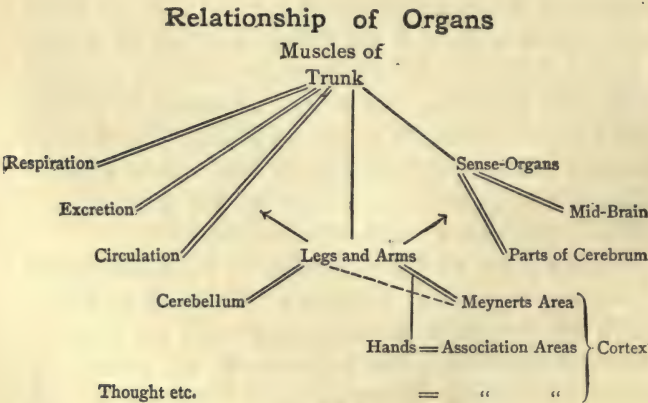 Relationship of Organs
Muscles of
Trunk
Respiration
Sense-Organs
Excretion
Mid-Brain
Circulation
Legs and Arms
Parts of Cerebrum
Cerebellum
Meynerts Area
Hands = Association Areas } Cortex
Thought etc. = “ “